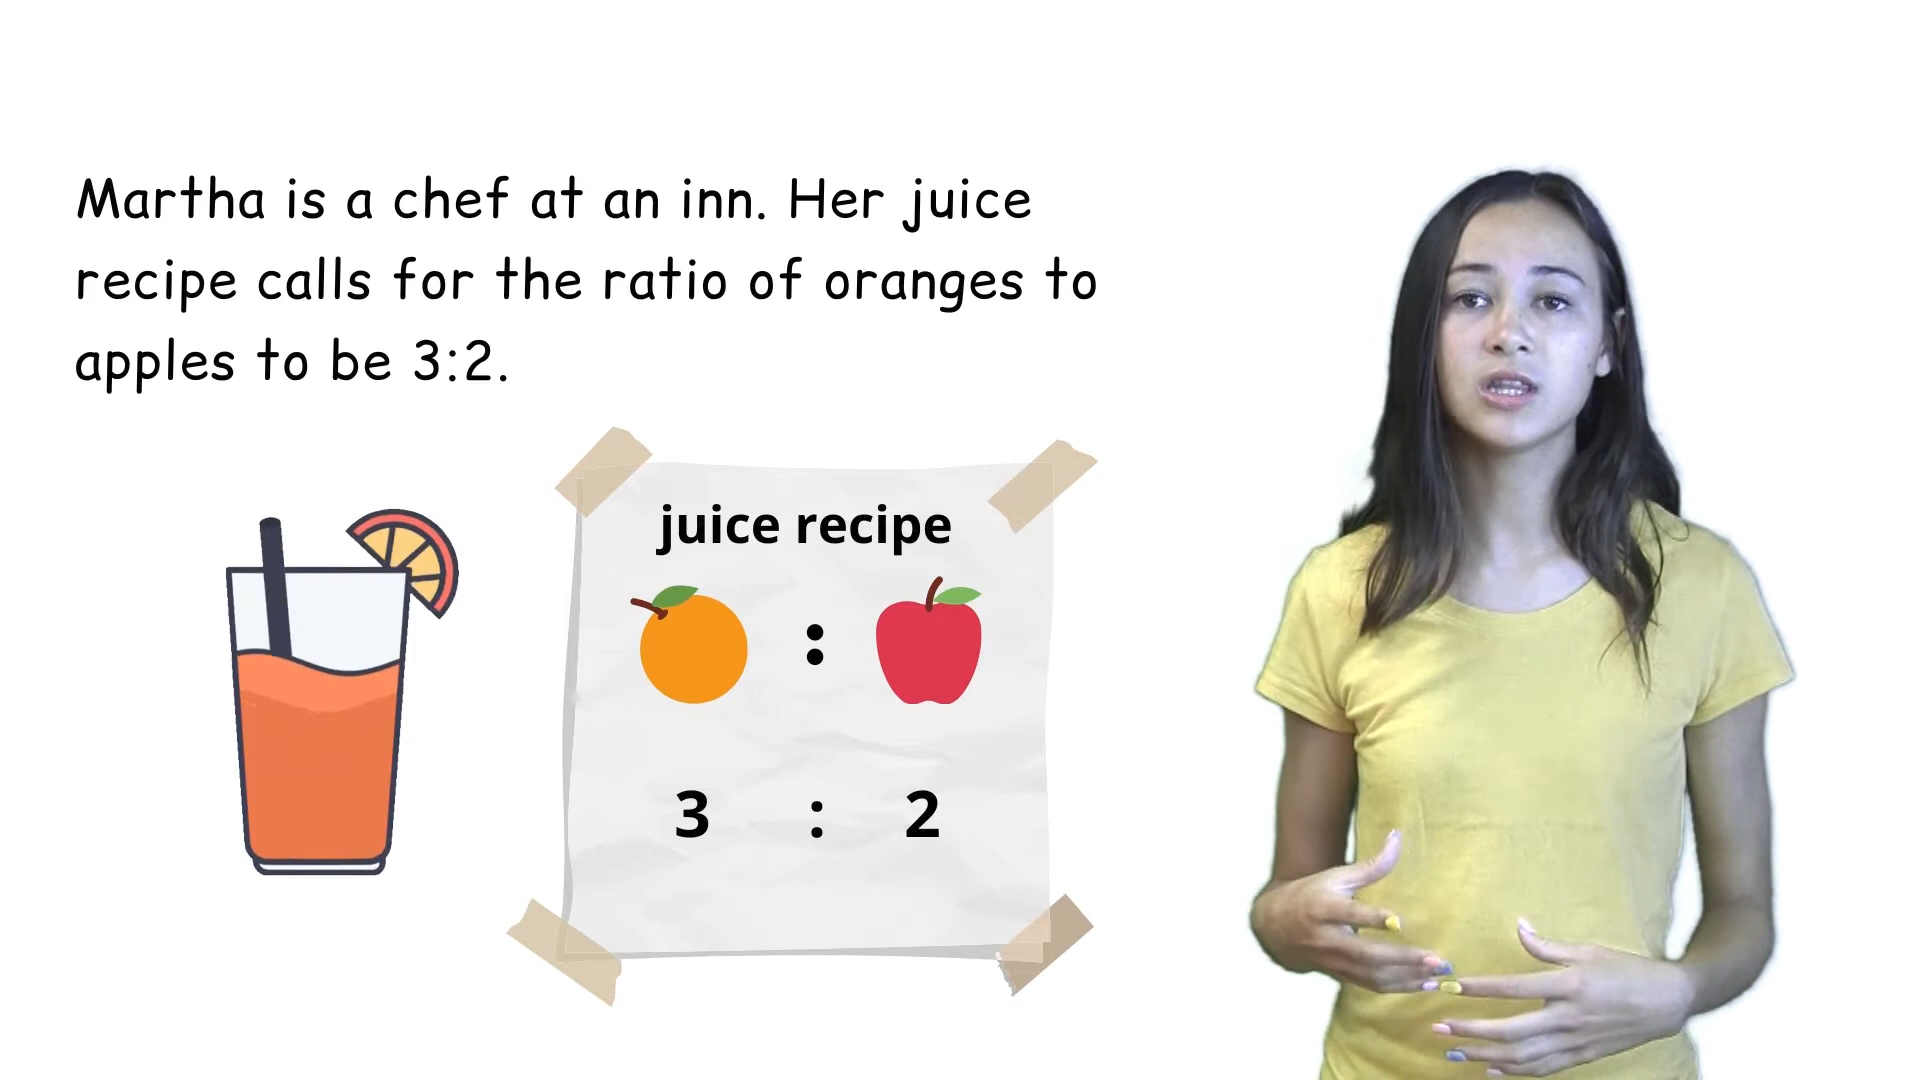 Martha is a chef at an inn. Her juice
recipe calls for the ratio of oranges to
apples to be 3:2.
juice recipe
:
3 : 2